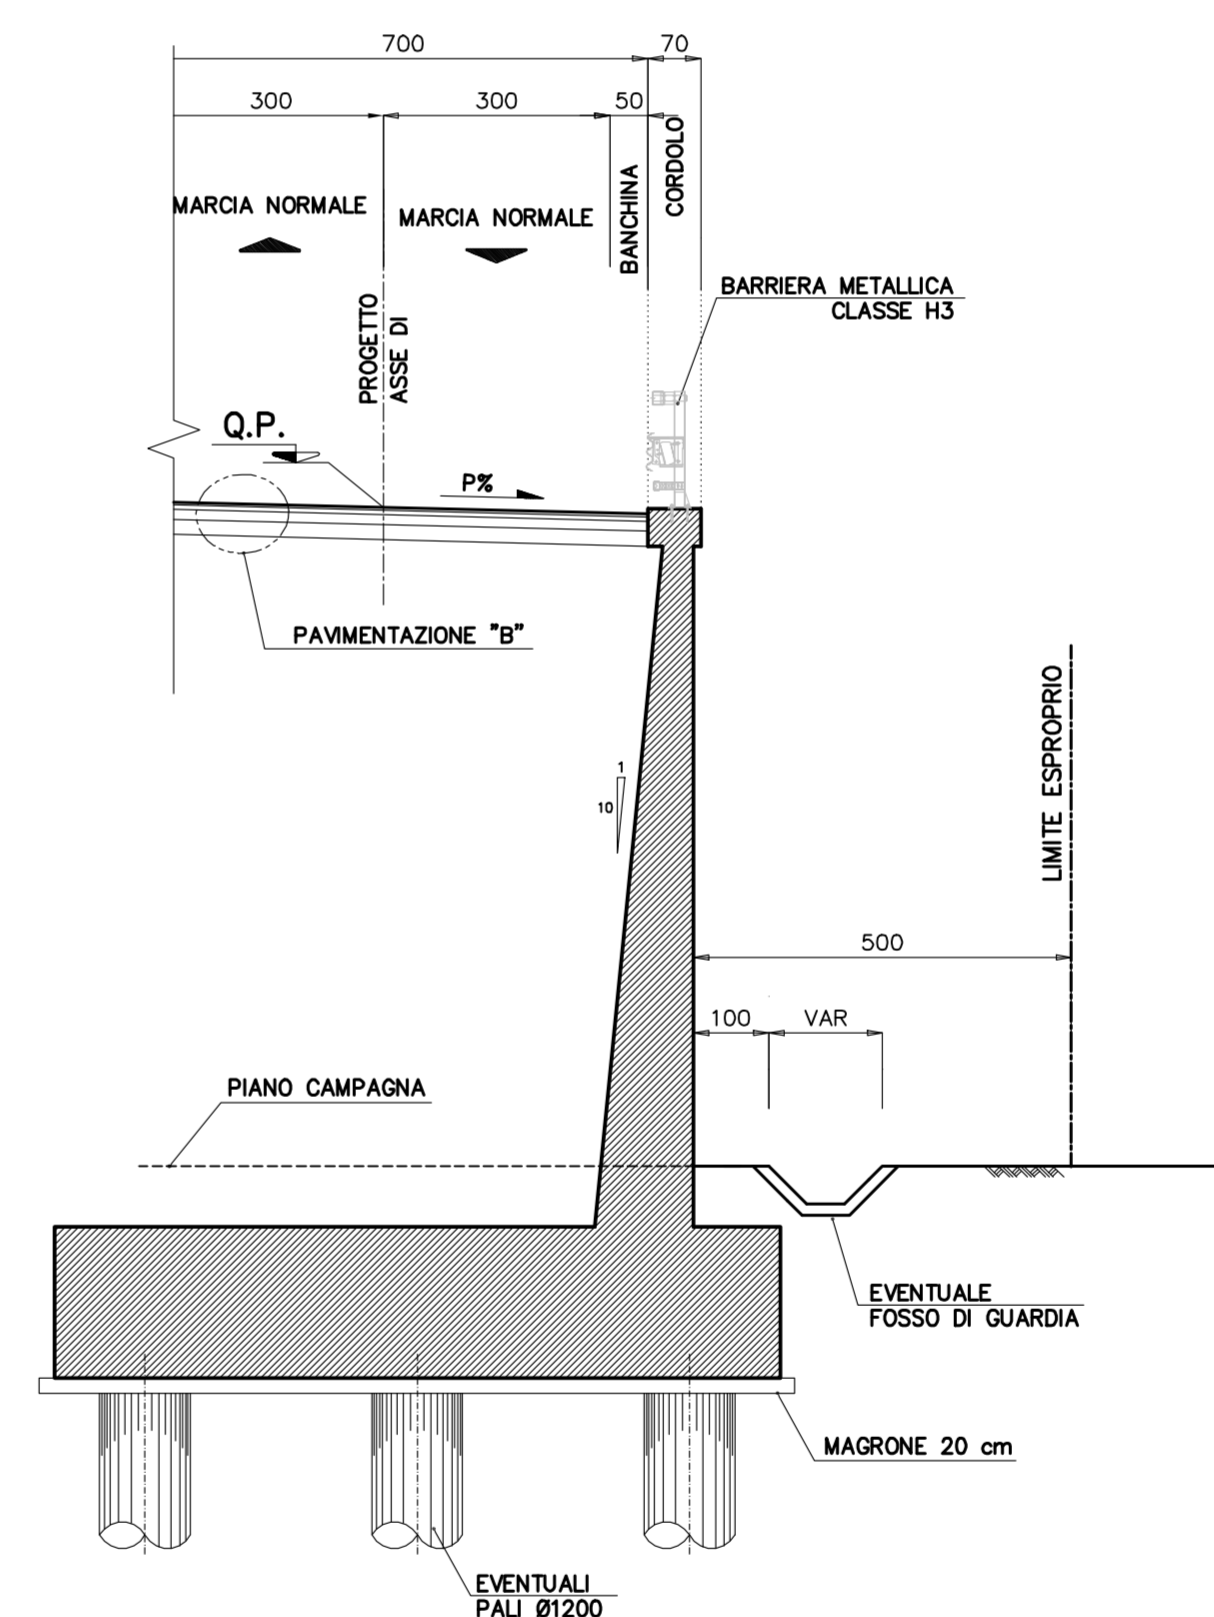 700
70
300
300
50
MARCIA NORMALE
MARCIA NORMALE
BANCHINA
CORDOLO
BARRIERA METALLICA
CLASSE H3
PROGETTO
ASSE DI
Q.P.
P%
PAVIMENTAZIONE "B"
1
10
LIMITE ESPROPRIO
500
100
VAR
PIANO CAMPAGNA
EVENTUALE
FOSSO DI GUARDIA
MAGRONE 20 cm
EVENTUALI
PALI Ø1200